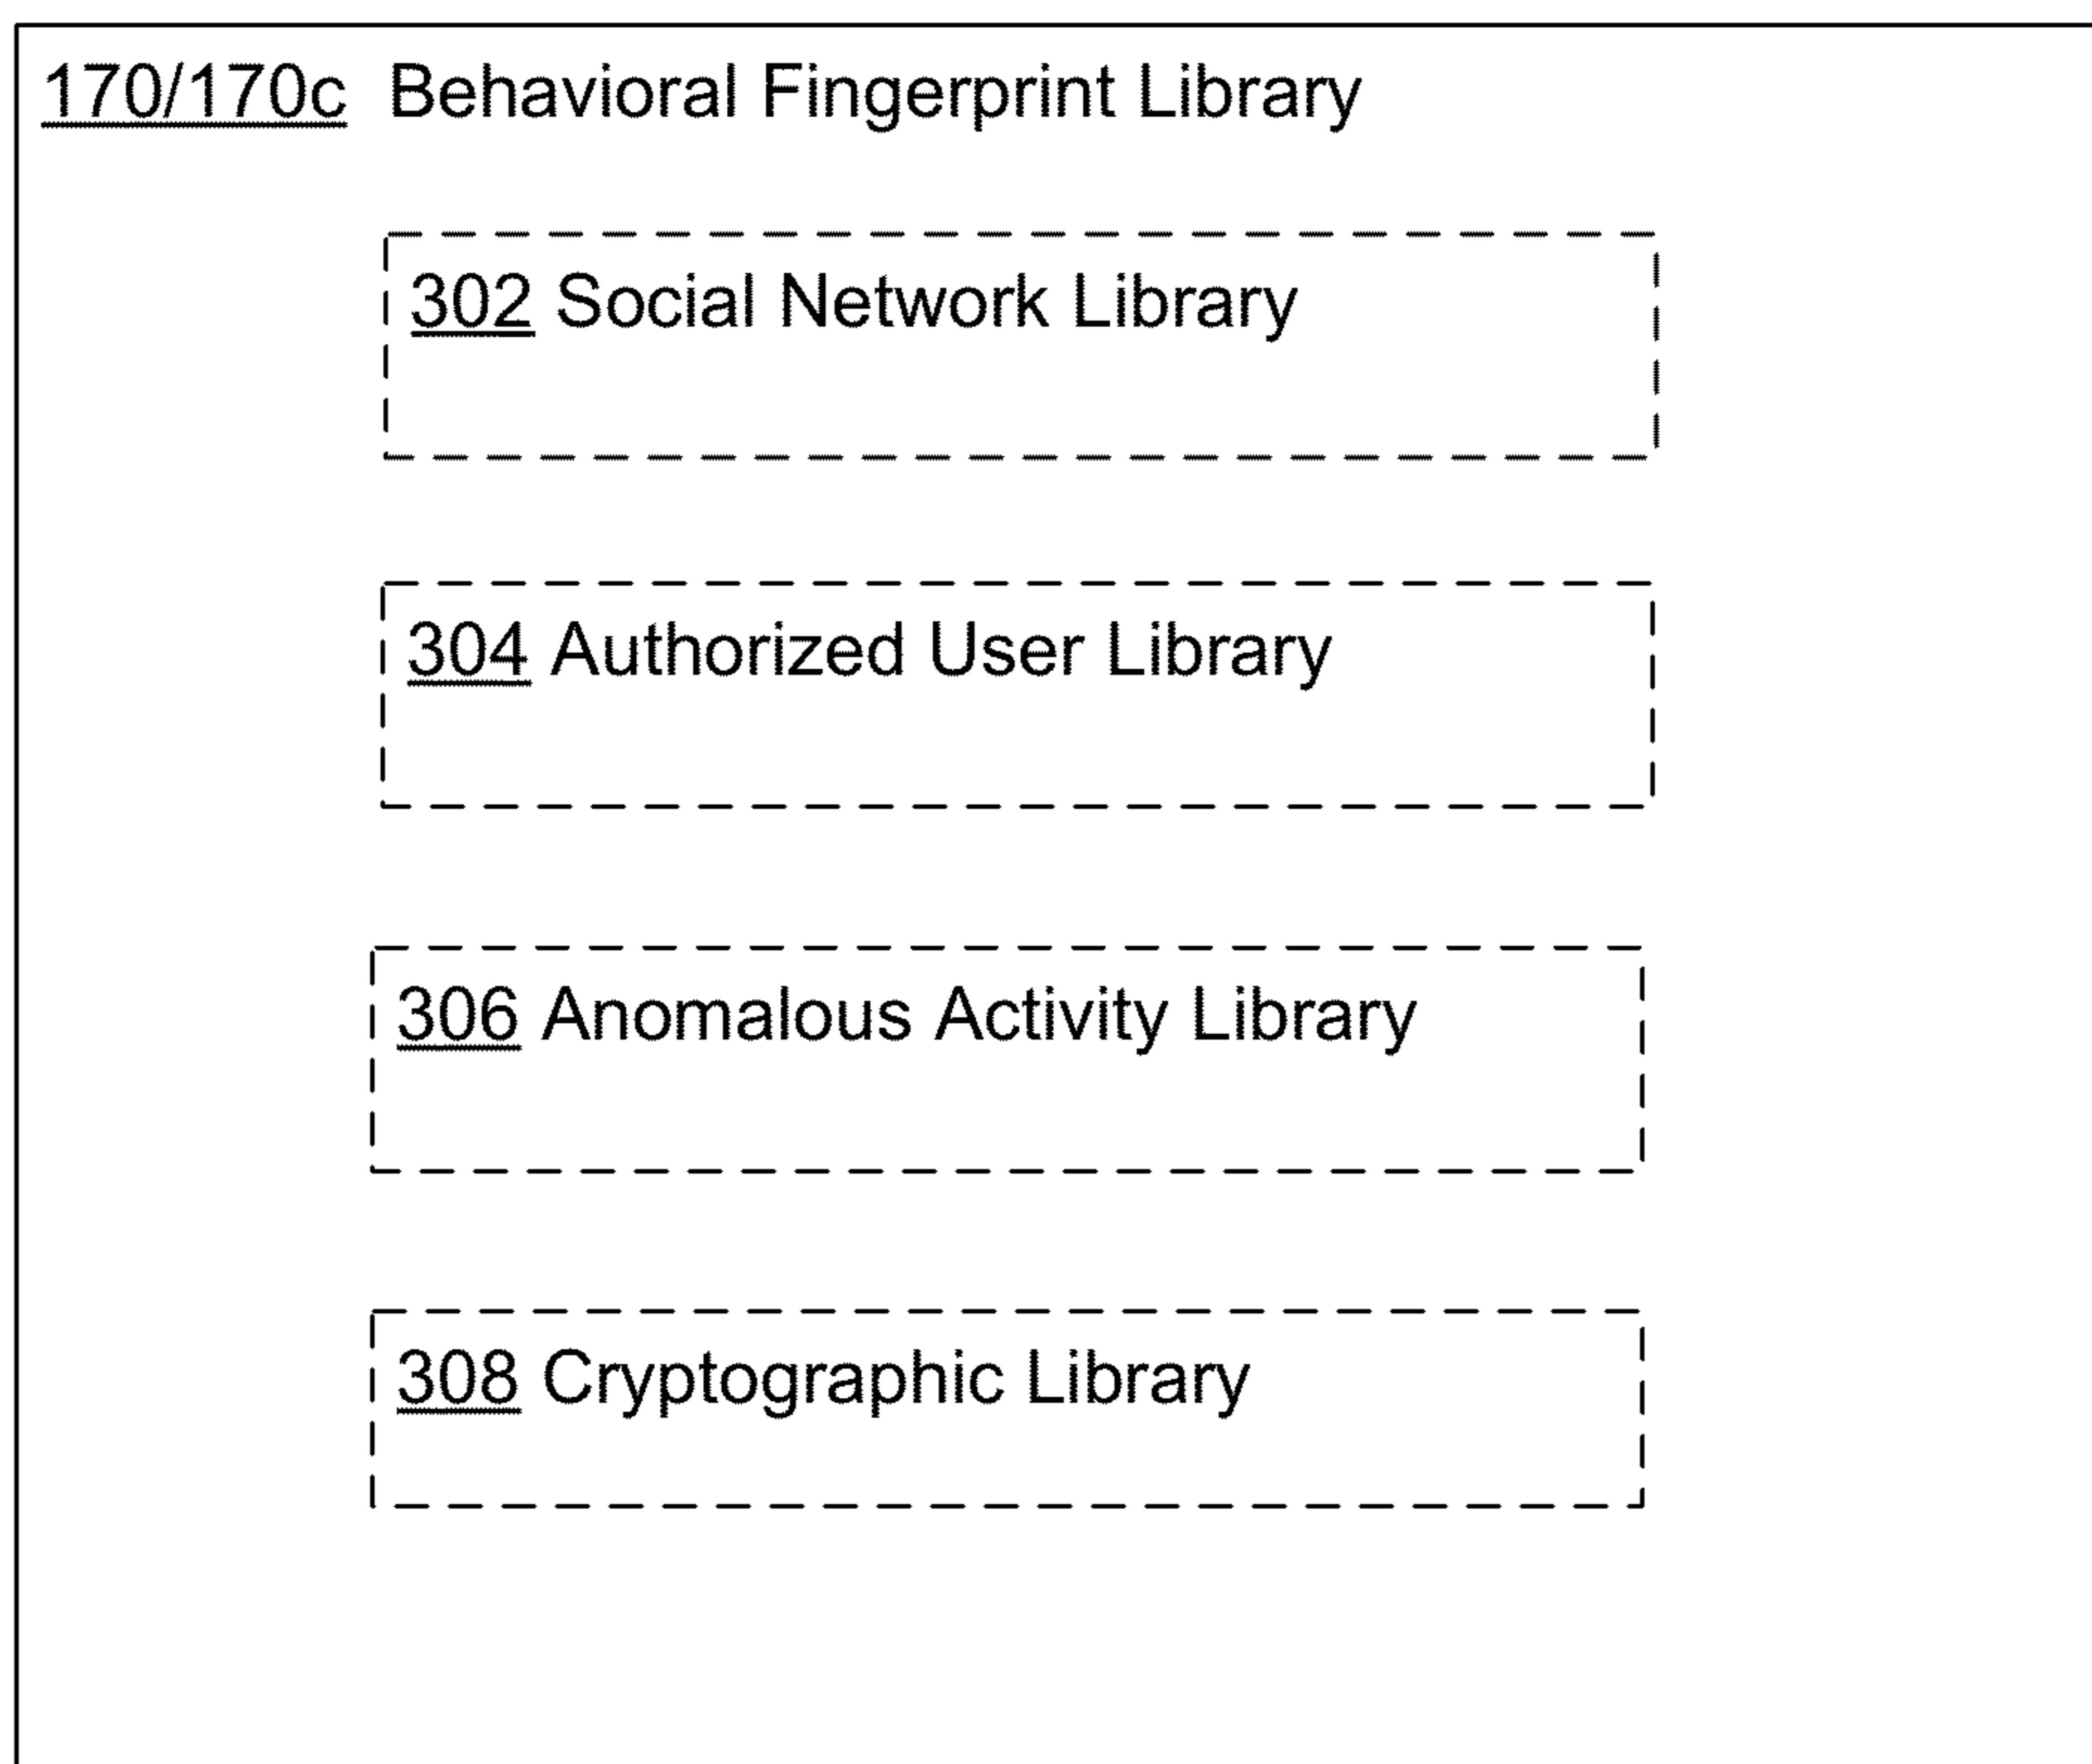 170/170c Behavioral Fingerprint Library
302 Social Network Library
304 Authorized User Library
306 Anomalous Activity Library
308 Cryptographic Library